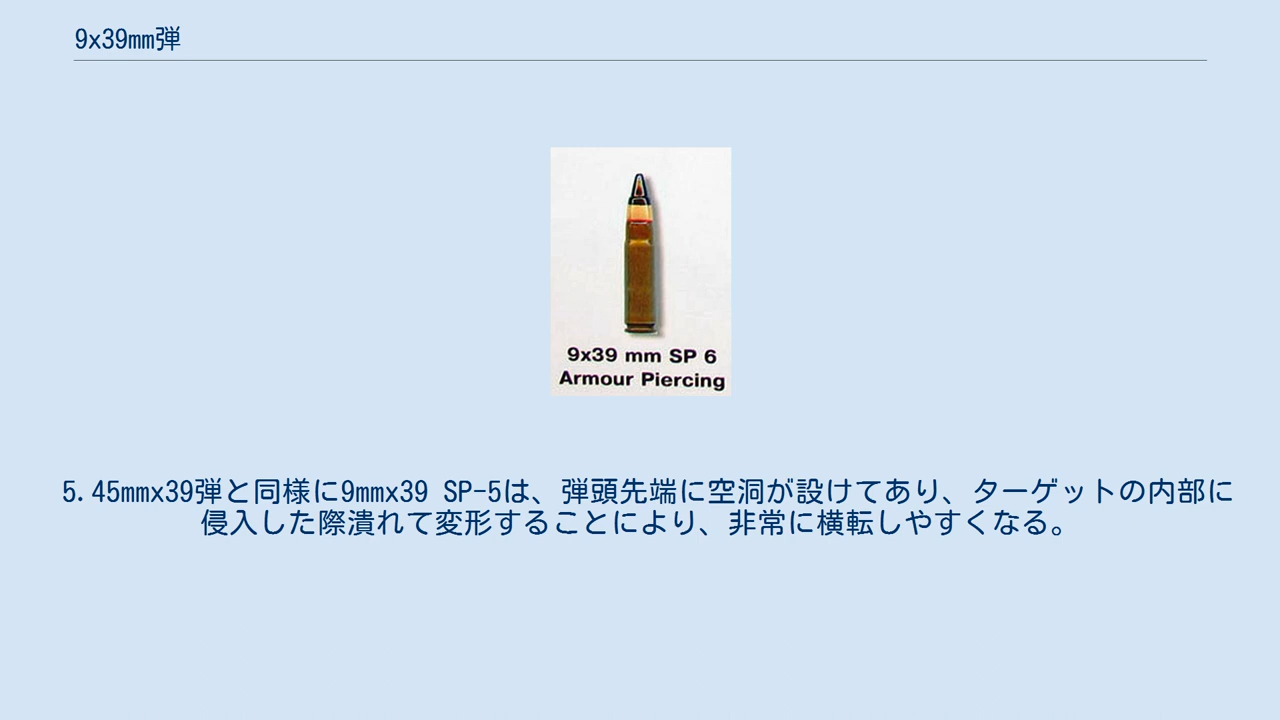 9x39mm弾
9x39 mm SP 6
Armour Piercing
5.45mmx39弾と同様に9mmx39 SP-5は、弾頭先端に空洞が設けてあり、ターゲットの内部に
侵入した際潰れて変形することにより、非常に横転しやすくなる。